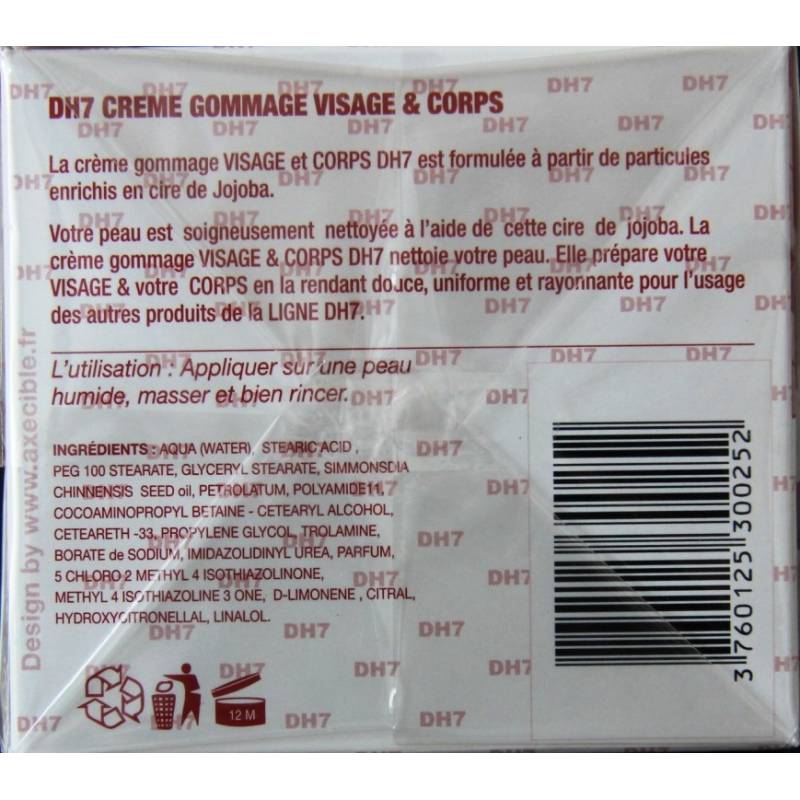 DH7 CREME GOMMAGE VISAGE & CORPS
La crème gommage VISAGE et CORPS DH7 est formulée à partir de particules
enrichis en cire de Jojoba.
Votre peau est soigneusement nettoyée à l'aide de cette cire de jojoba. La
crème gommage VISAGE & CORPS DH7 nettoie votre peau. Elle prépare votre
VISAGE & votre CORPS en la rendant douce, uniforme et rayonnante pour l'usage
des autres produits de la LIGNE DH7.
L'utilisation : Appliquer sur une peau
humide, masser et bien rincer.
INGRÉDIENTS : AQUA (WATER), STEARIC ACID ,
PEG 100 STEARATE, GLYCERYL STEARATE, SIMMONSDIA
CHINNENSIS SEED oil, PETROLATUM, POLYAMIDE11,
COCOAMINOPROPYL BETAINE - CETEARYL ALCOHOL,
CETEARETH -33, PROPYLENE GLYCOL, TROLAMINE,
BORATE de SODIUM, IMIDAZOLIDINYL UREA, PARFUM,
5 CHLORO 2 METHYL 4 ISOTHIAZOLINONE,
METHYL 4 ISOTHIAZOLINE 3 ONE, D-LIMONENE , CITRAL,
HYDROXYCITRONELLAL, LINALOL.
12 M
3 760125 300252
Design by www.axecible.fr